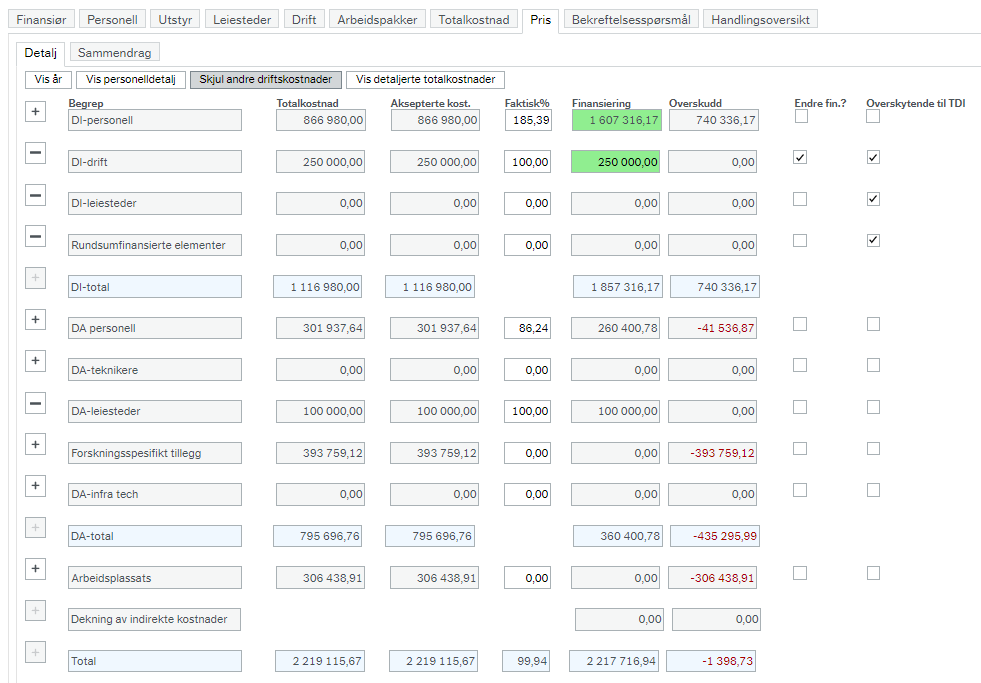 Finansiør Personell Utstyr Leiesteder Drift Arbeidspakker Totalkostnad Pris Bekreftelsesspørsmål Handlingsoversikt
Detalj Sammendrag
Vis år Vis personelldetalj Skjul andre driftskostnader Vis detaljerte totalkostnader
Begrep Totalkostnad Aksepterte kost. Faktisk% Finansiering Overskudd Endre fin.? Overskytende til TDI
+ DI-personell 866 980,00 866 980,00 185,39 1 607 316,17 740 336,17
− DI-drift 250 000,00 250 000,00 100,00 250 000,00 0,00
− DI-leiesteder 0,00 0,00 0,00 0,00 0,00
− Rundsumfinansierte elementer 0,00 0,00 0,00 0,00 0,00
+ DI-total 1 116 980,00 1 116 980,00 1 857 316,17 740 336,17
+ DA personell 301 937,64 301 937,64 86,24 260 400,78 -41 536,87
+ DA-teknikere 0,00 0,00 0,00 0,00 0,00
− DA-leiesteder 100 000,00 100 000,00 100,00 100 000,00 0,00
+ Forskningsspesifikt tillegg 393 759,12 393 759,12 0,00 0,00 -393 759,12
+ DA-infra tech 0,00 0,00 0,00 0,00 0,00
+ DA-total 795 696,76 795 696,76 360 400,78 -435 295,99
+ Arbeidsplassats 306 438,91 306 438,91 0,00 0,00 -306 438,91
+ Dekning av indirekte kostnader 0,00 0,00
+ Total 2 219 115,67 2 219 115,67 99,94 2 217 716,94 -1 398,73